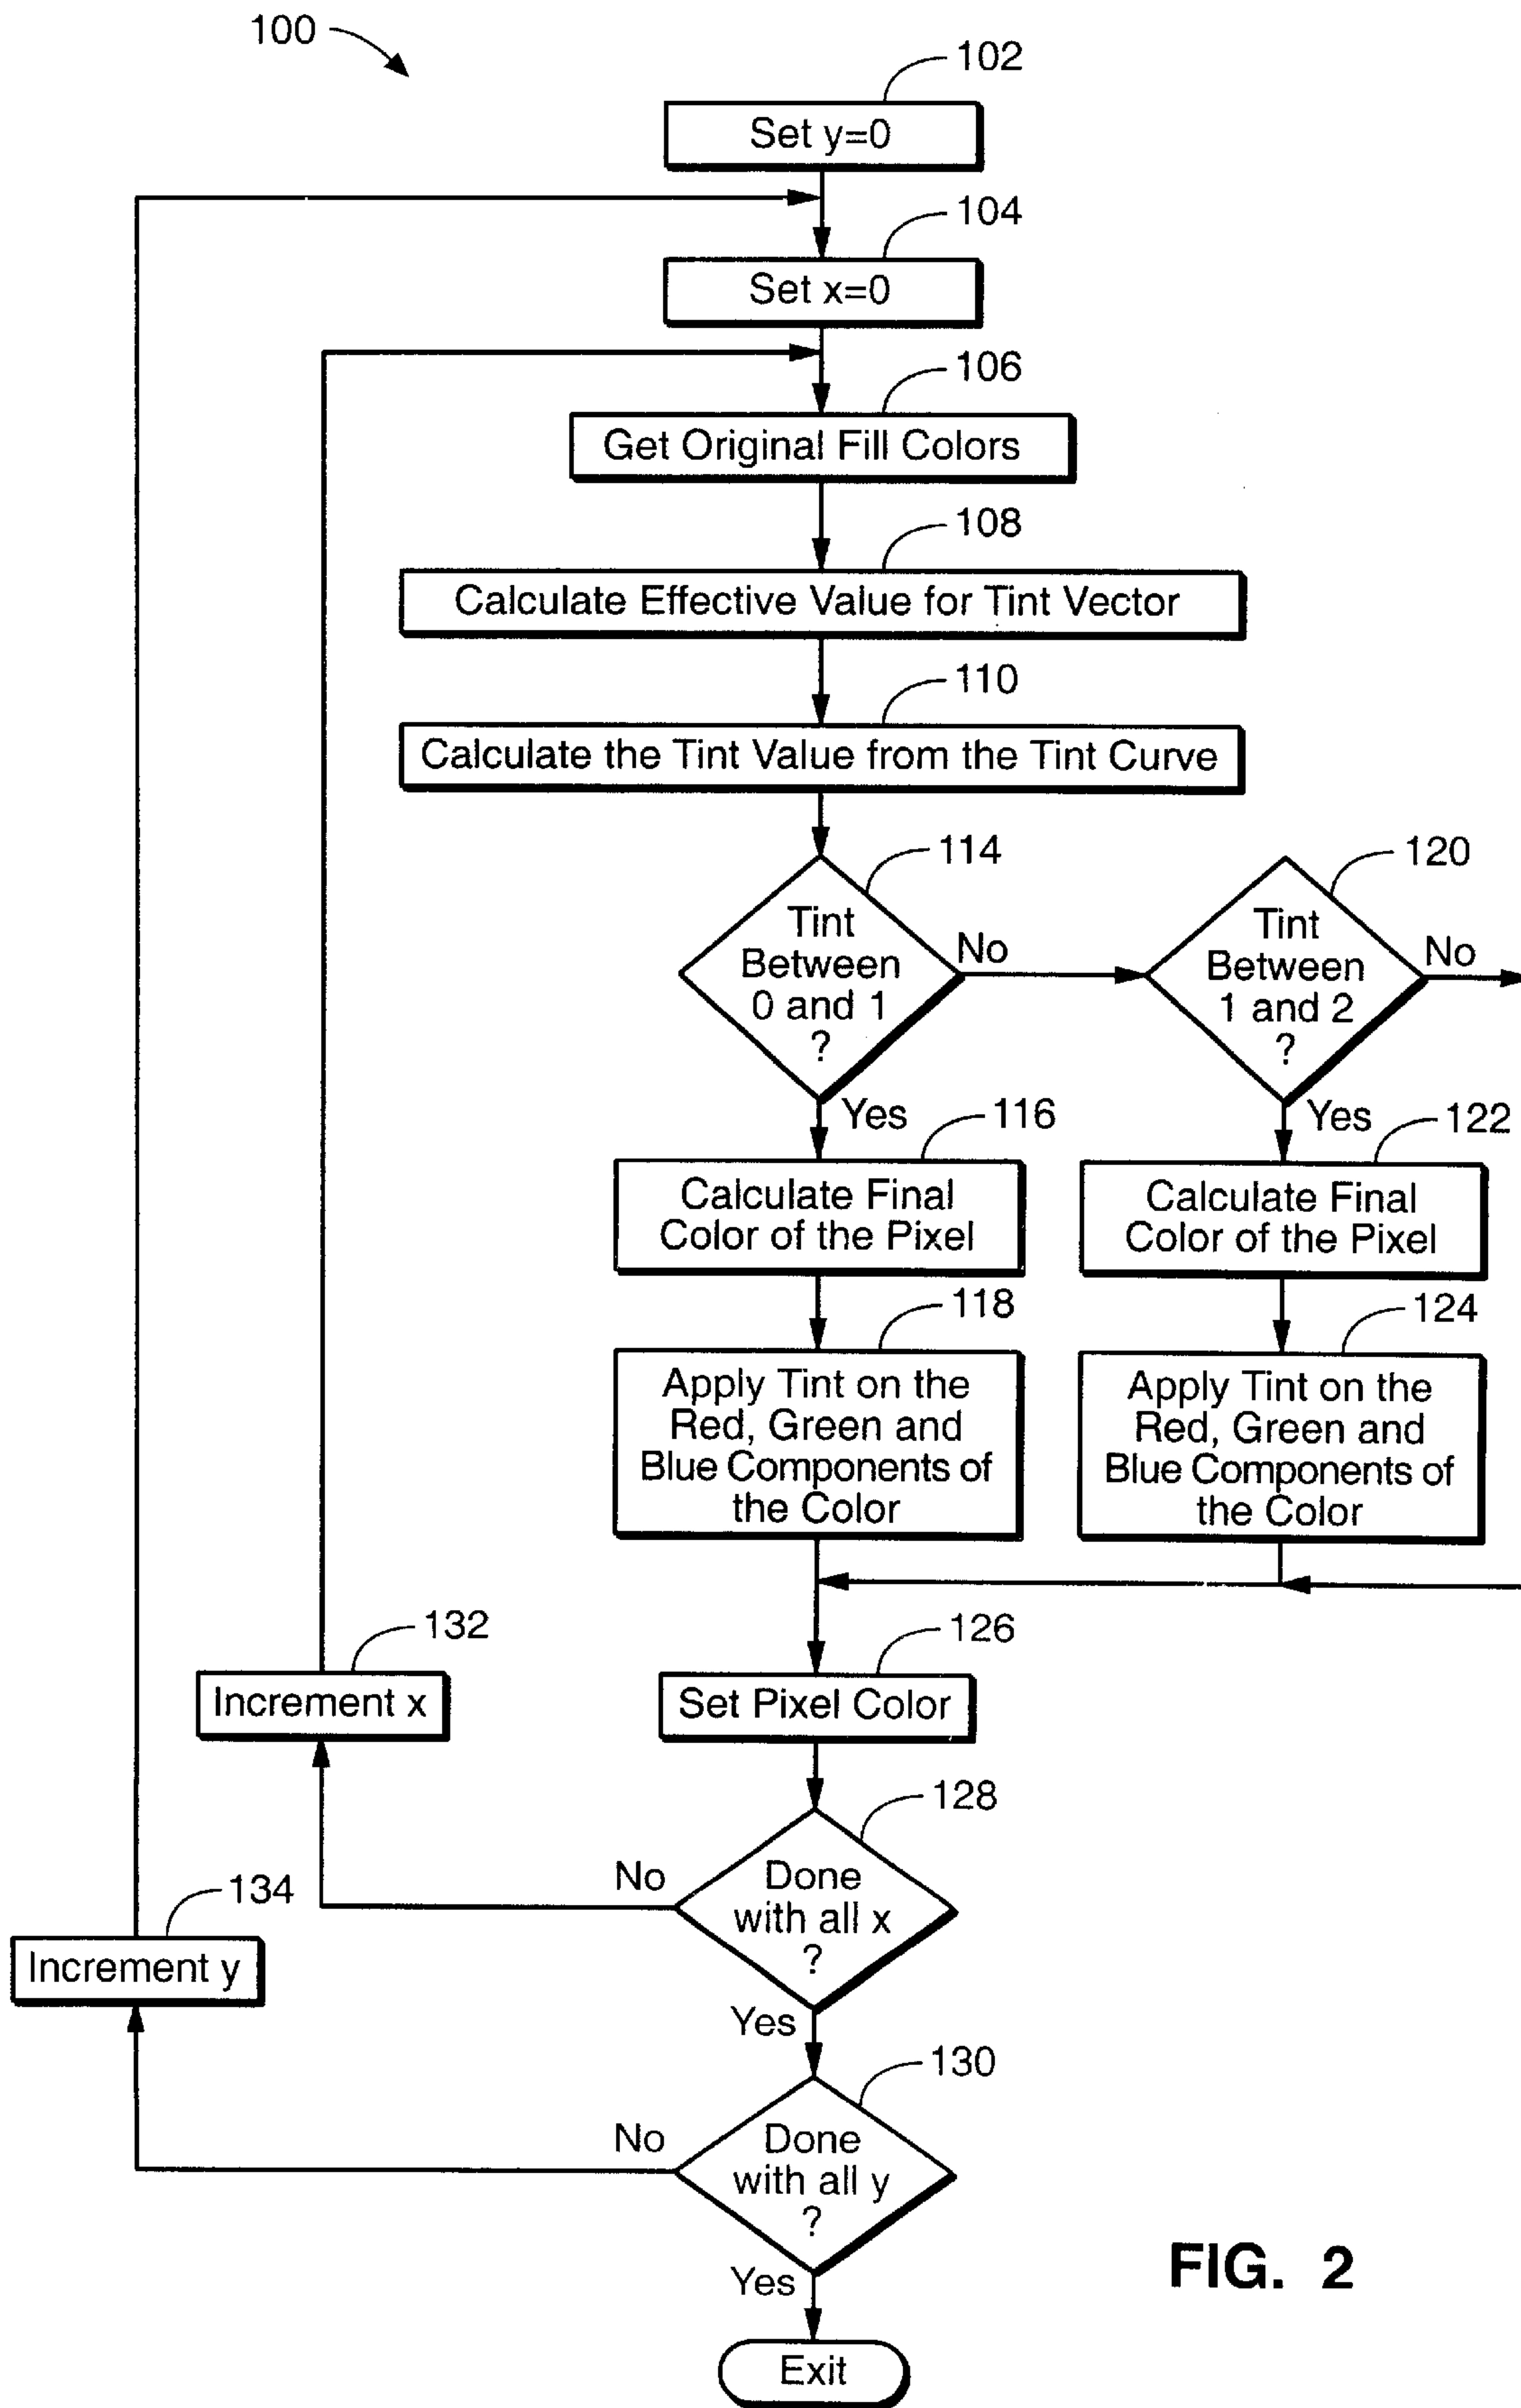 100
102
Set y=0
104
Set x=0
106
Get Original Fill Colors
108
Calculate Effective Value for Tint Vector
110
Calculate the Tint Value from the Tint Curve
114
Tint
Between
0 and 1
?
No
Yes
120
Tint
Between
1 and 2
?
No
Yes
116
Calculate Final
Color of the Pixel
122
Calculate Final
Color of the Pixel
118
Apply Tint on the
Red, Green and
Blue Components of
the Color
124
Apply Tint on the
Red, Green and
Blue Components of
the Color
132
Increment x
126
Set Pixel Color
128
Done
with all x
?
No
Yes
134
Increment y
130
Done
with all y
?
No
Yes
Exit
FIG. 2